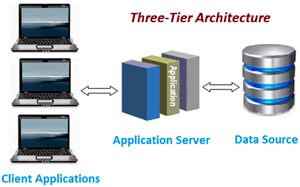 Three-Tier Architecture
Application
Application Server
Data Source
Client Applications